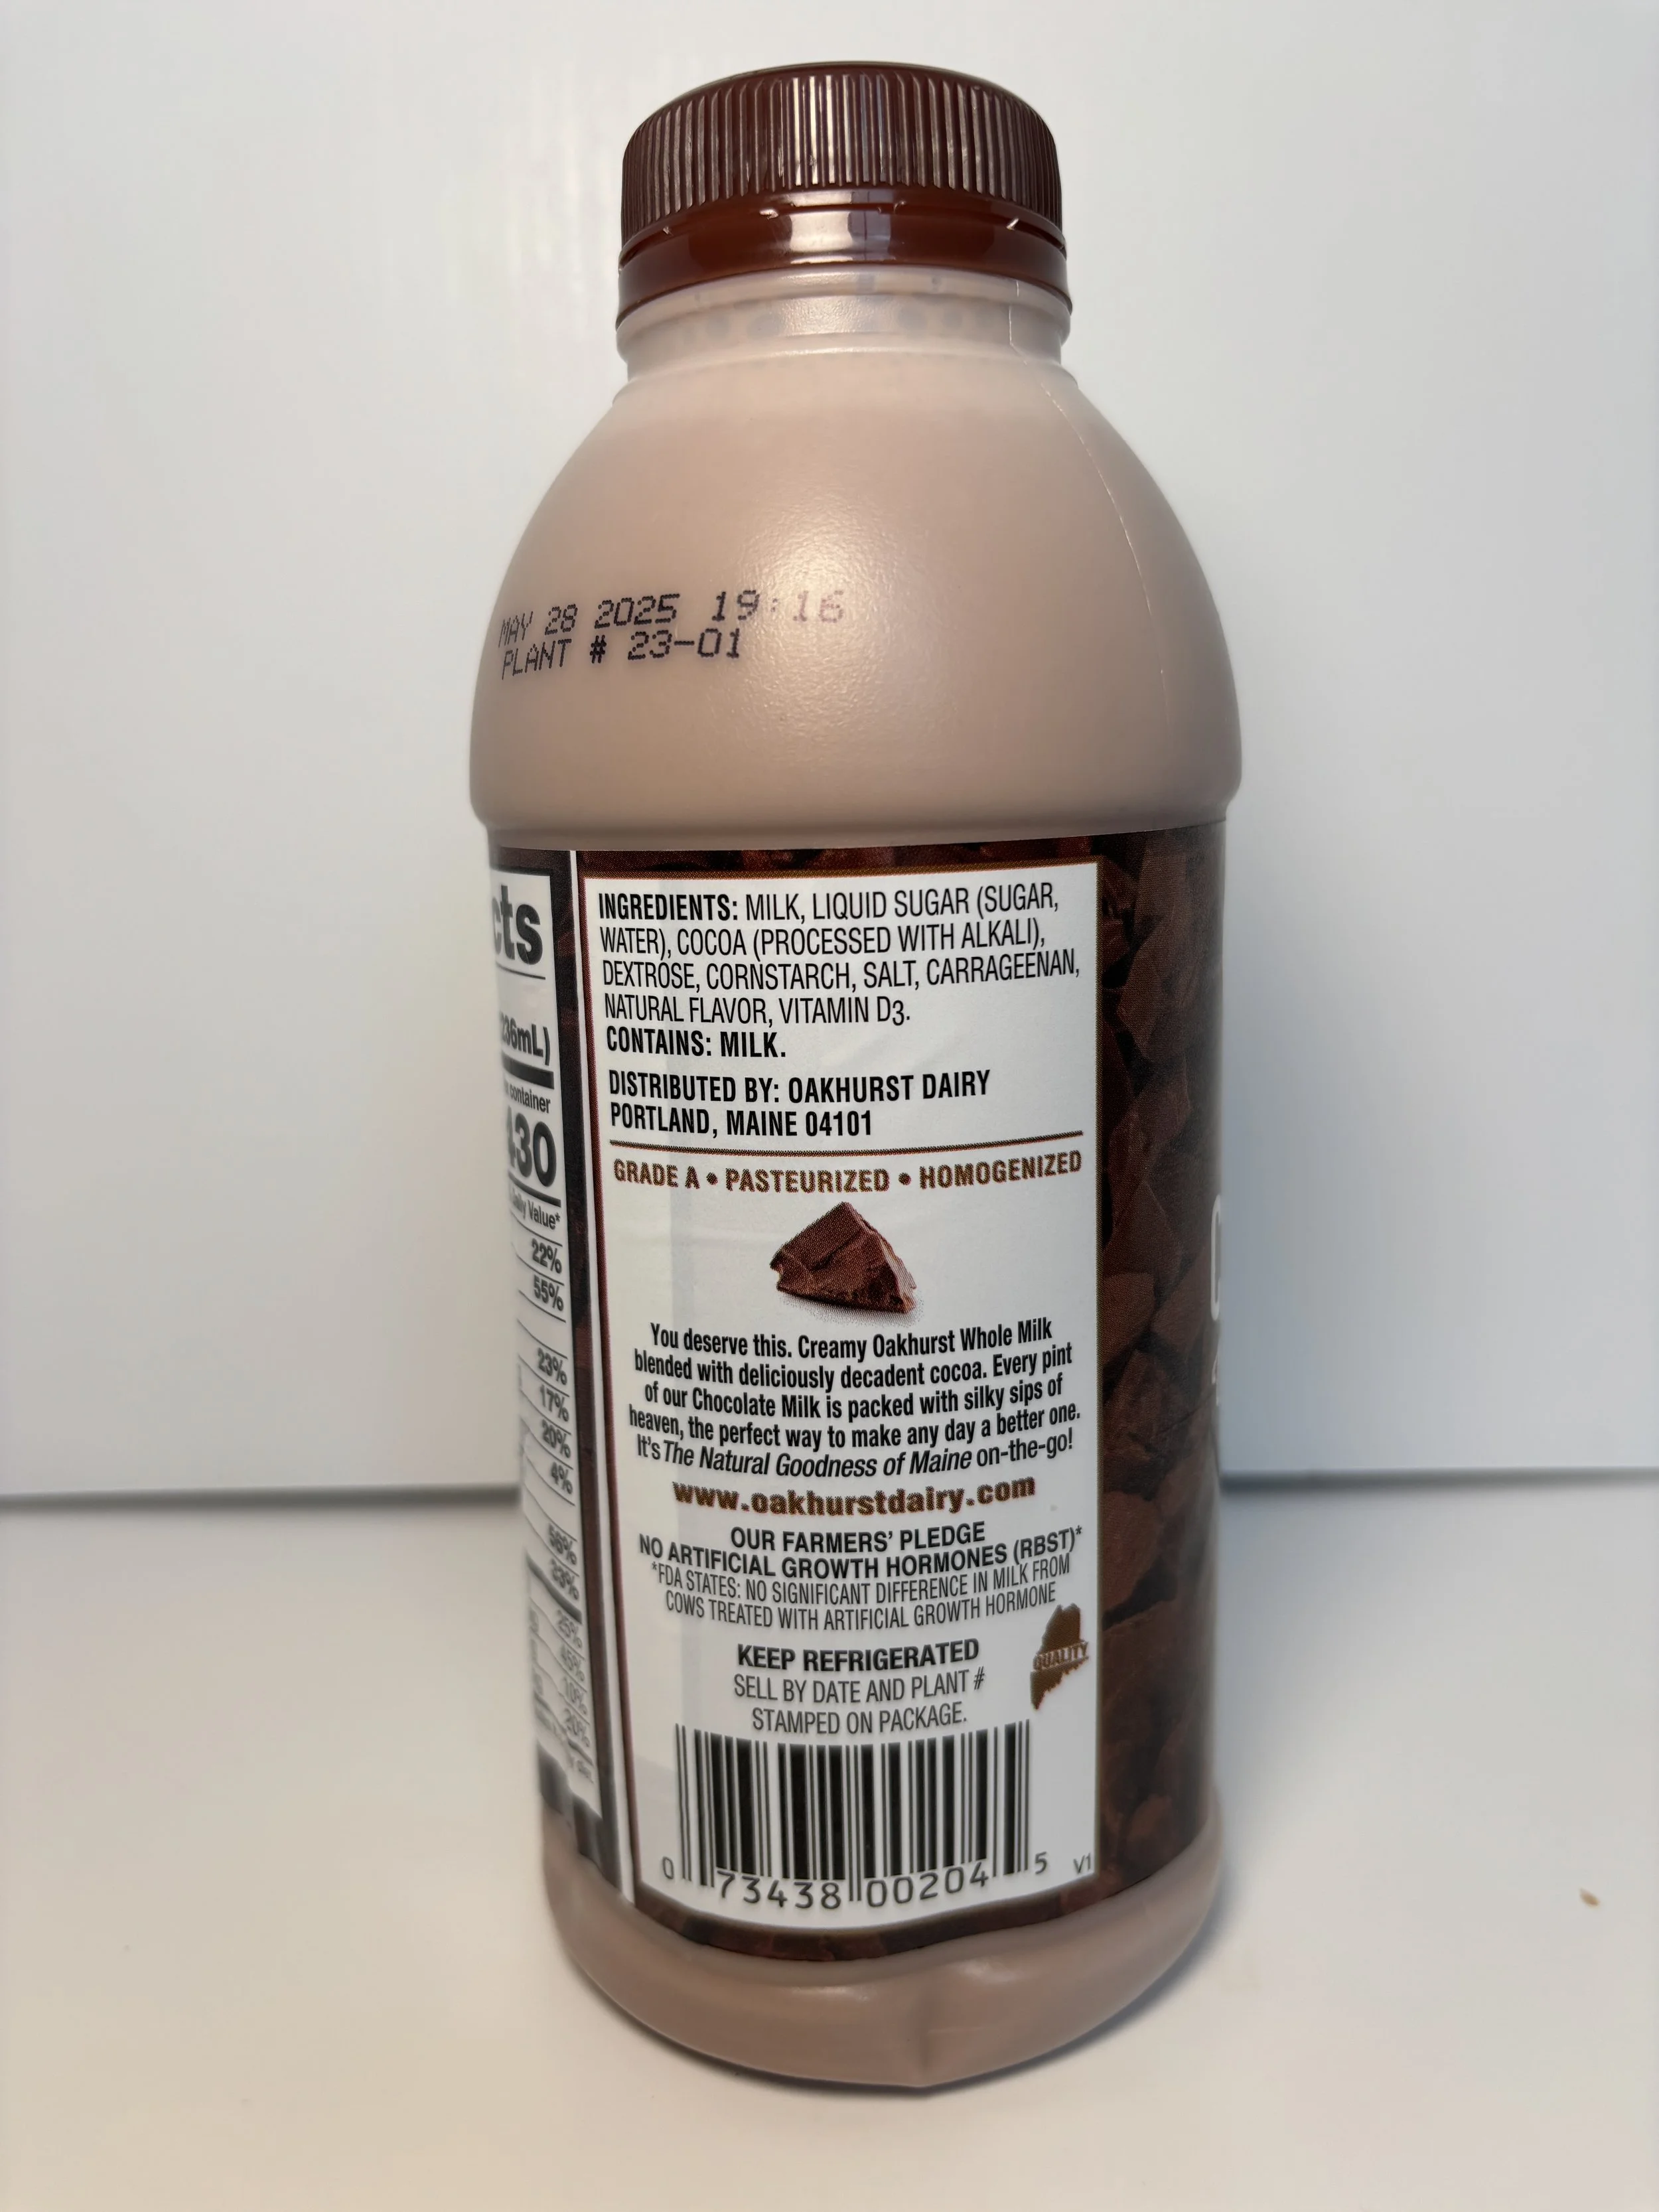 MAY 28 2025 19:16
PLANT # 23-01
cts
236mL)
container
430
Daily Value*
22%
55%
23%
17%
20%
4%
56%
33%
25%
45%
10%
20%
INGREDIENTS: MILK, LIQUID SUGAR (SUGAR,
WATER), COCOA (PROCESSED WITH ALKALI),
DEXTROSE, CORNSTARCH, SALT, CARRAGEENAN,
NATURAL FLAVOR, VITAMIN D3.
CONTAINS: MILK.
DISTRIBUTED BY: OAKHURST DAIRY
PORTLAND, MAINE 04101
GRADE A • PASTEURIZED • HOMOGENIZED
You deserve this. Creamy Oakhurst Whole Milk
blended with deliciously decadent cocoa. Every pint
of our Chocolate Milk is packed with silky sips of
heaven, the perfect way to make any day a better one.
It's The Natural Goodness of Maine on-the-go!
www.oakhurstdairy.com
OUR FARMERS' PLEDGE
NO ARTIFICIAL GROWTH HORMONES (RBST)*
*FDA STATES: NO SIGNIFICANT DIFFERENCE IN MILK FROM
COWS TREATED WITH ARTIFICIAL GROWTH HORMONE
QUALITY
KEEP REFRIGERATED
SELL BY DATE AND PLANT #
STAMPED ON PACKAGE.
0 73438 00204 5 V1